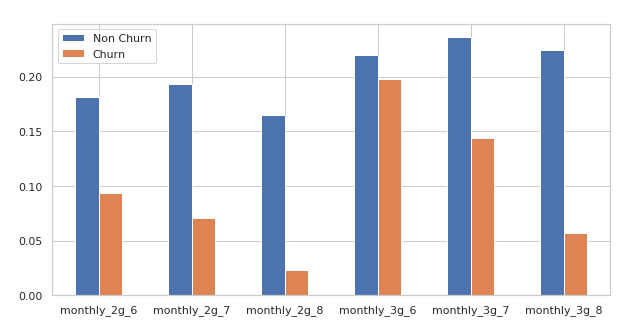 Non Churn
Churn
0.20
0.15
0.10
0.05
0.00
monthly_2g_6 monthly_2g_7 monthly_2g_8 monthly_3g_6 monthly_3g_7 monthly_3g_8